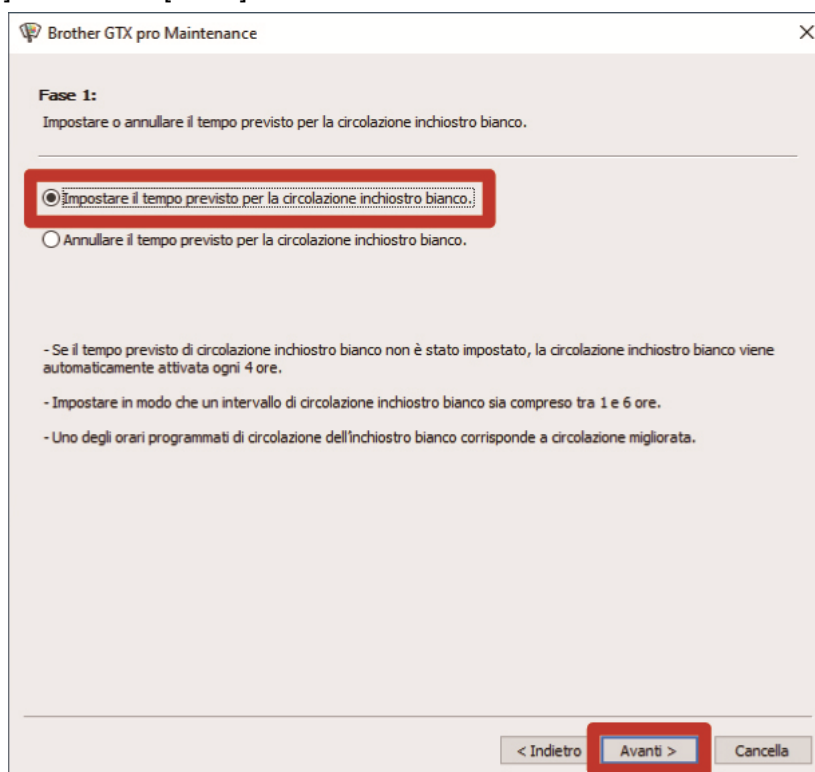 Brother GTX pro Maintenance
Fase 1:
Impostare o annullare il tempo previsto per la circolazione inchiostro bianco.
Impostare il tempo previsto per la circolazione inchiostro bianco.
Annullare il tempo previsto per la circolazione inchiostro bianco.
- Se il tempo previsto di circolazione inchiostro bianco non è stato impostato, la circolazione inchiostro bianco viene
automaticamente attivata ogni 4 ore.
- Impostare in modo che un intervallo di circolazione inchiostro bianco sia compreso tra 1 e 6 ore.
- Uno degli orari programmati di circolazione dell'inchiostro bianco corrisponde a circolazione migliorata.
< Indietro Avanti > Cancella